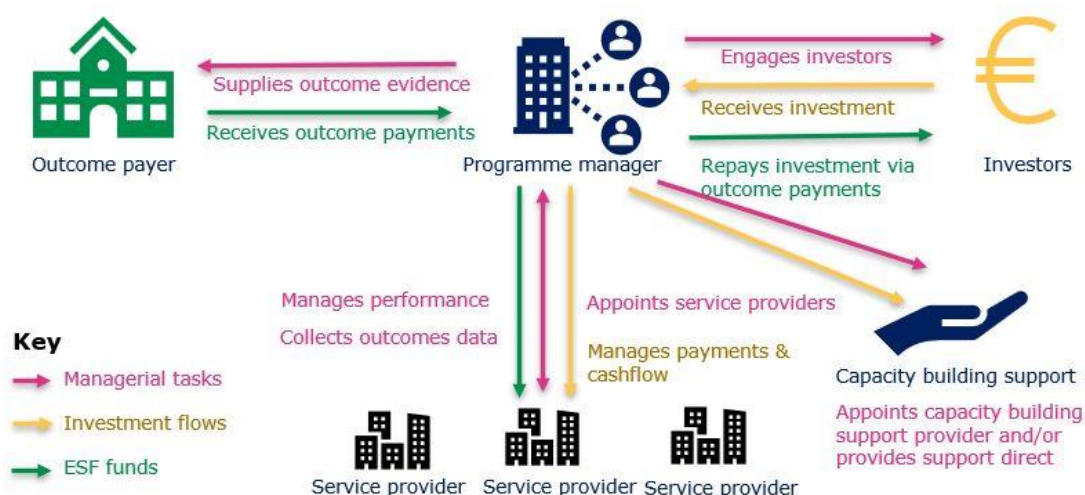 Engages investors
Supplies outcome evidence
Receives investment
Receives outcome payments
Outcome payer
Programme manager
Repays investment via
outcome payments
Investors
Manages performance
Appoints service providers
Collects outcomes data
Key
Manages payments &
cashflow
Managerial tasks
Capacity building support
Investment flows
Appoints capacity building
support provider and/or
provides support direct
ESF funds
Service provider
Service provider
Service provider